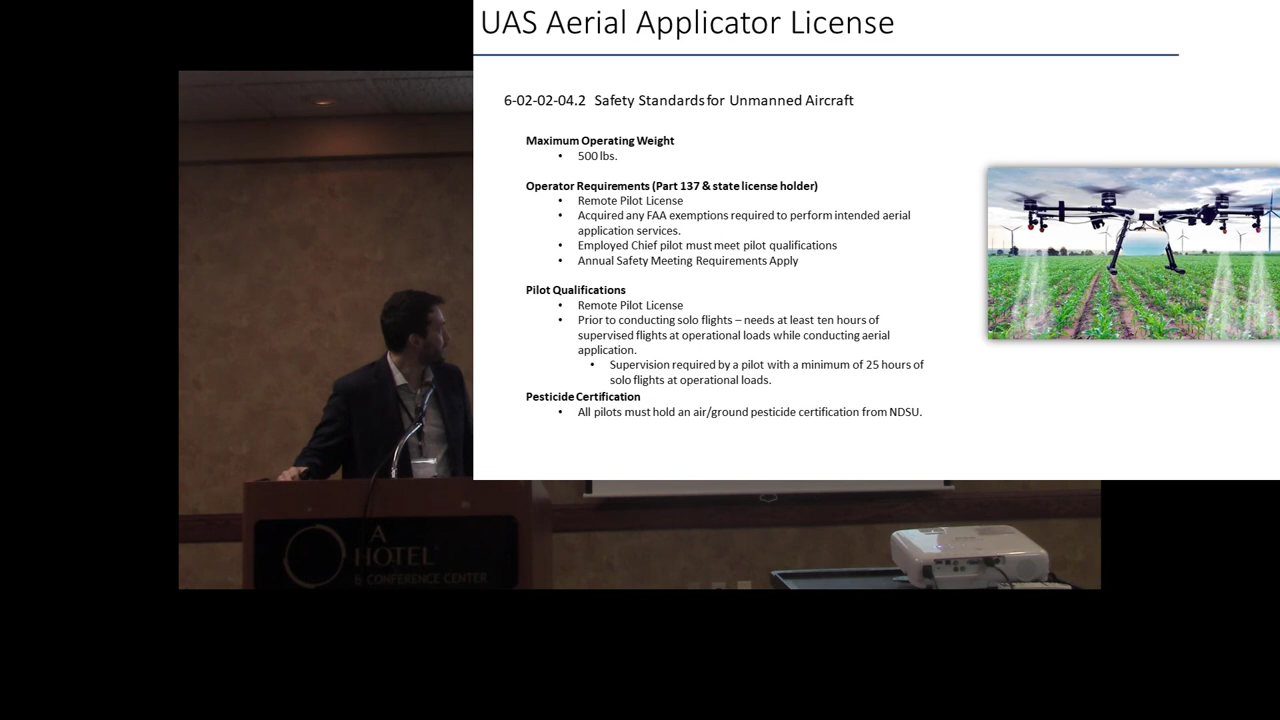 UAS Aerial Applicator License
6-02-02-04.2 Safety Standards for Unmanned Aircraft
Maximum Operating Weight
• 500 lbs.
Operator Requirements (Part 137 & state license holder)
• Remote Pilot License
• Acquired any FAA exemptions required to perform intended aerial
application services.
• Employed Chief pilot must meet pilot qualifications
• Annual Safety Meeting Requirements Apply
Pilot Qualifications
• Remote Pilot License
• Prior to conducting solo flights – needs at least ten hours of
supervised flights at operational loads while conducting aerial
application.
• Supervision required by a pilot with a minimum of 25 hours of
solo flights at operational loads.
Pesticide Certification
• All pilots must hold an air/ground pesticide certification from NDSU.
A
HOTEL
& CONFERENCE CENTER